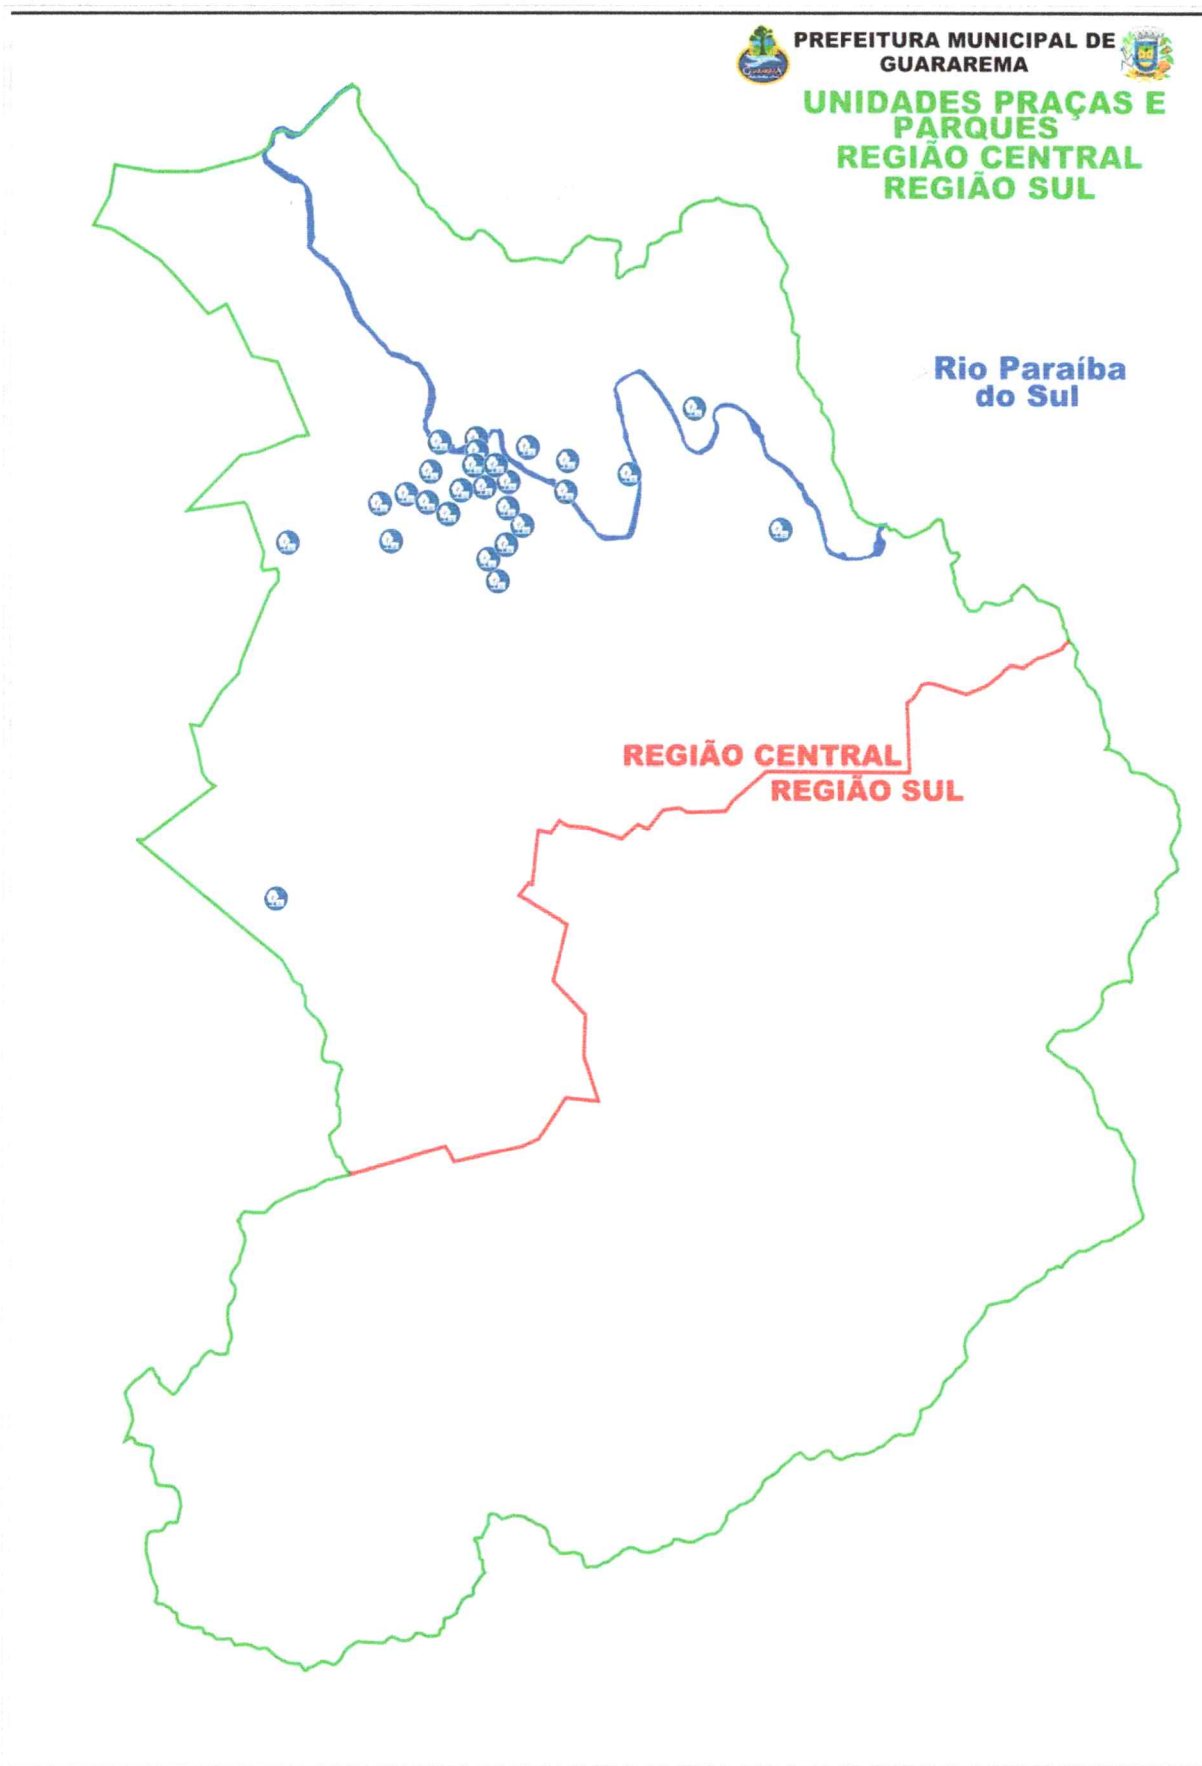 PREFEITURA MUNICIPAL DE
GUARAREMA
UNIDADES PRAÇAS E
PARQUES
REGIÃO CENTRAL
REGIÃO SUL
Rio Paraíba
do Sul
REGIÃO CENTRAL
REGIÃO SUL